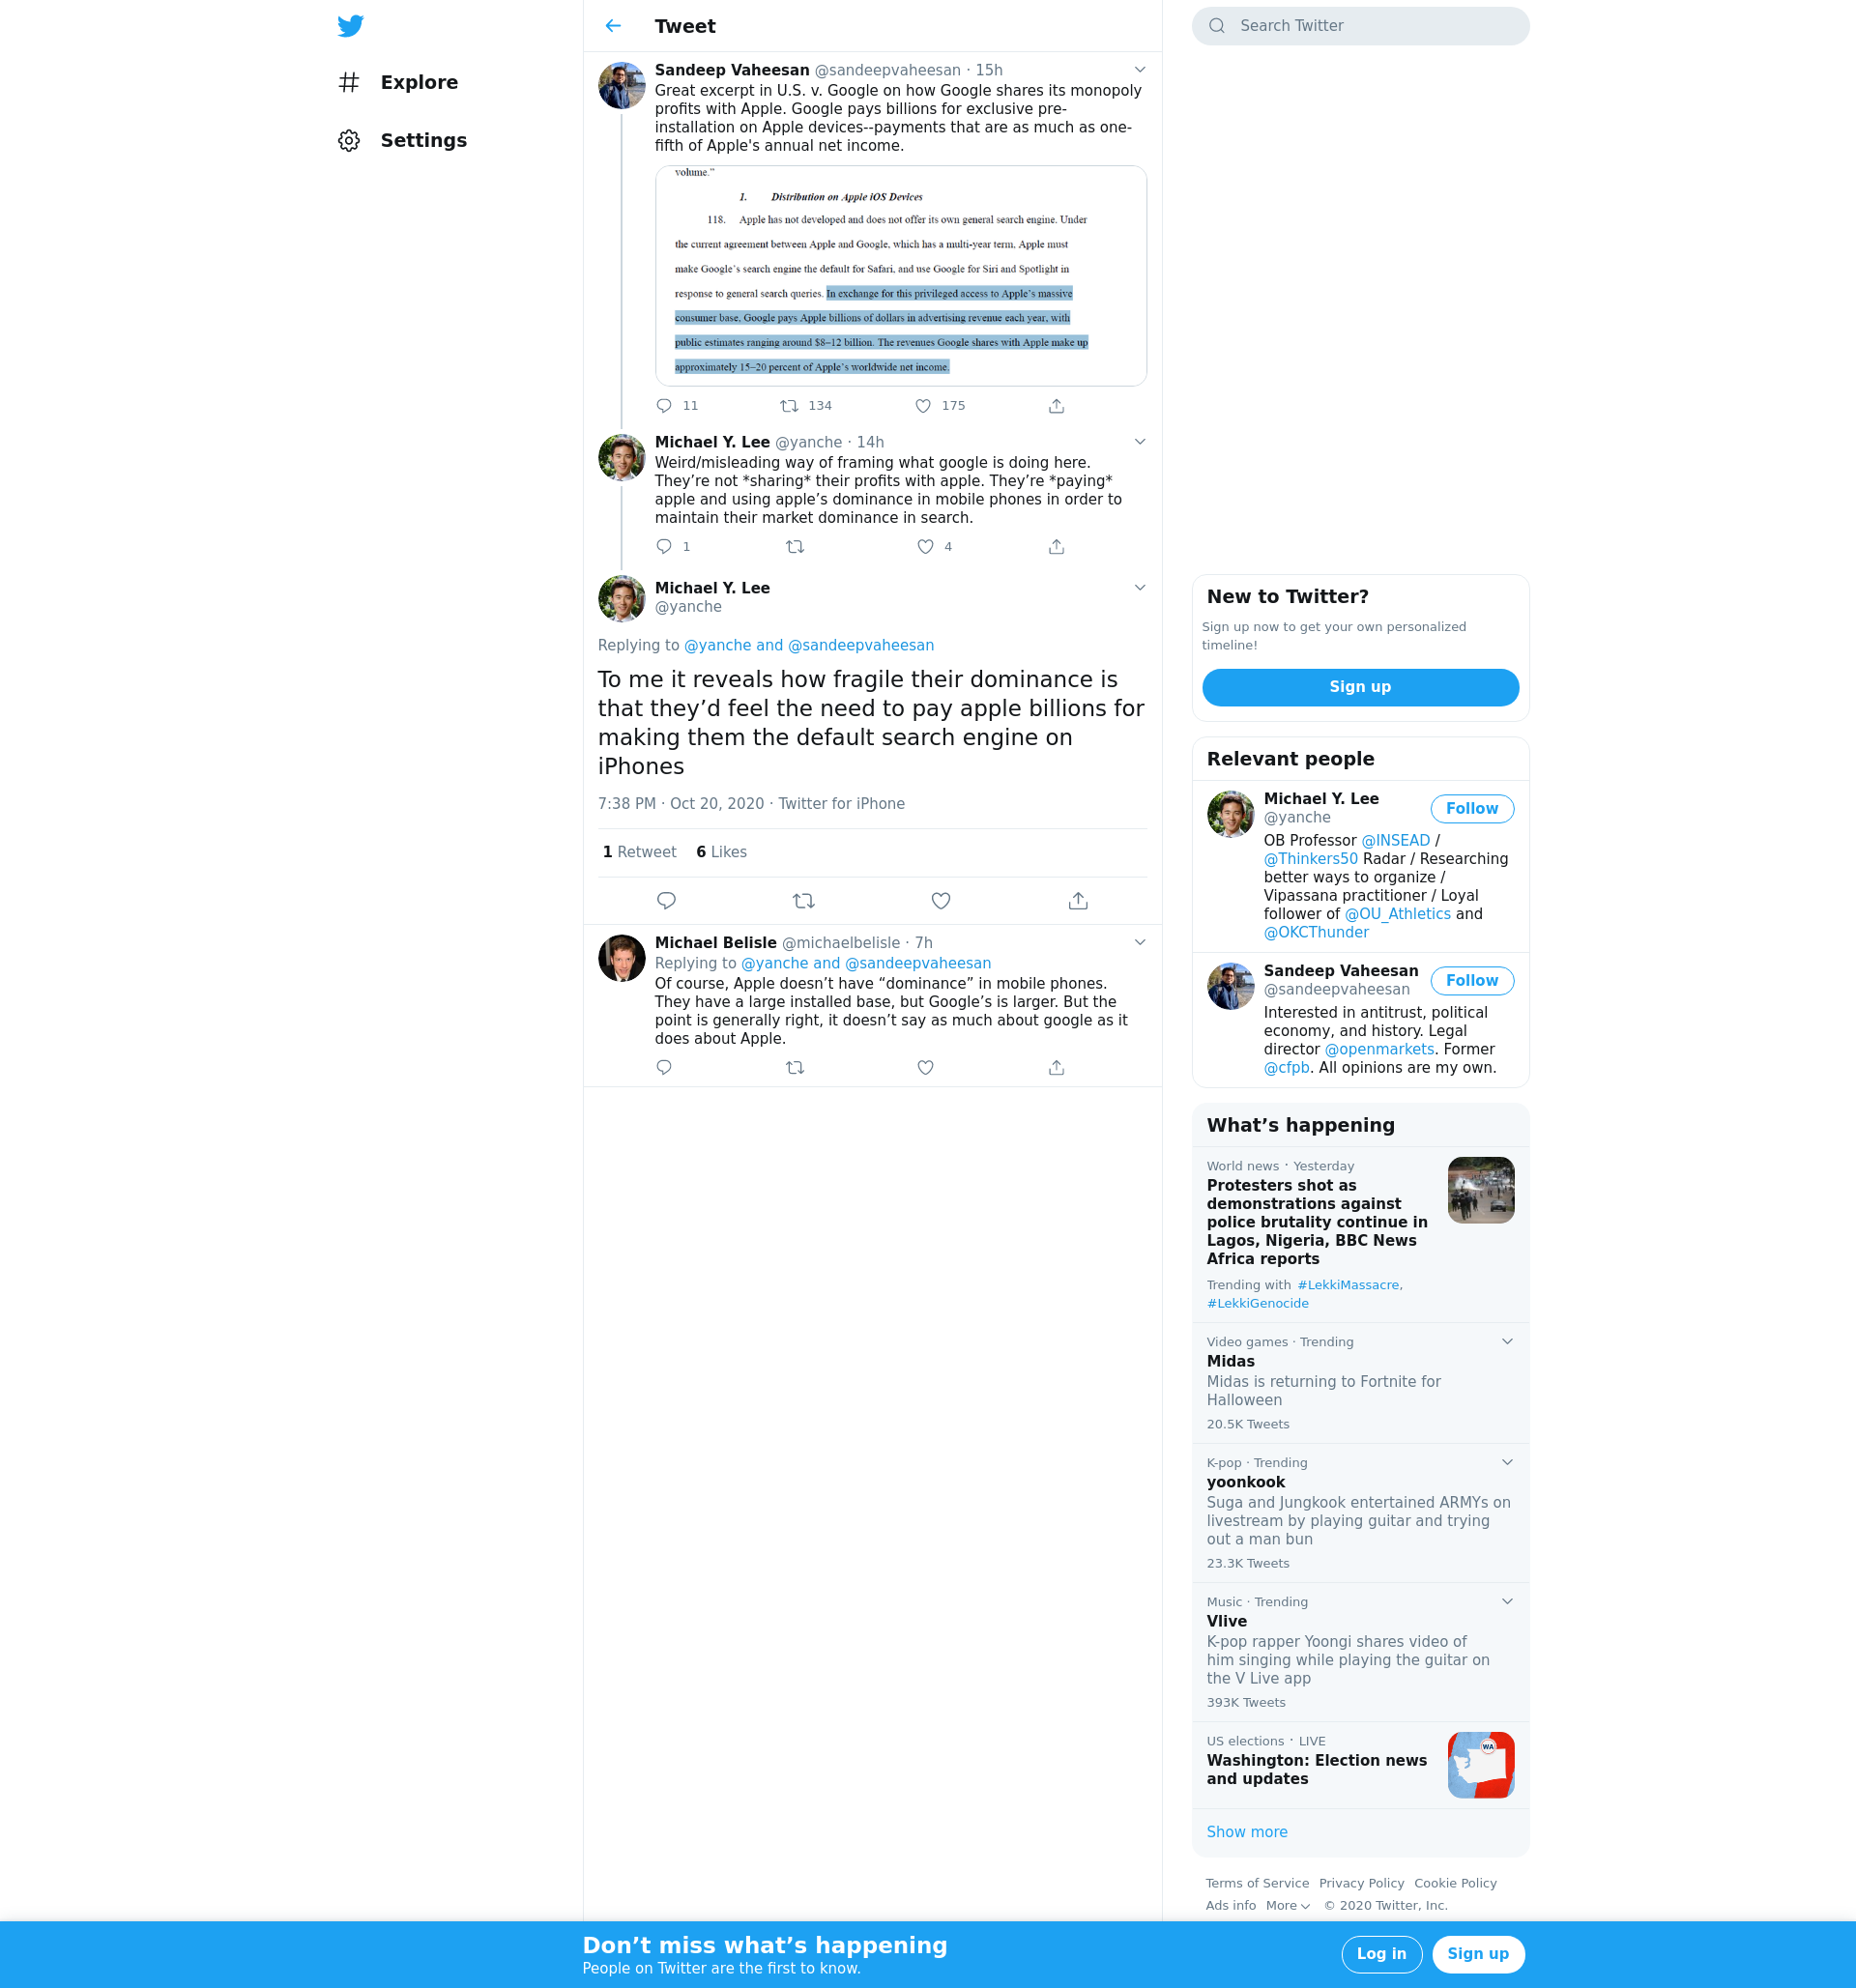 Explore
Settings
Tweet
Sandeep Vaheesan @sandeepvaheesan · 15h
Great excerpt in U.S. v. Google on how Google shares its monopoly
profits with Apple. Google pays billions for exclusive pre-
installation on Apple devices--payments that are as much as one-
fifth of Apple's annual net income.
volume.”
1. Distribution on Apple iOS Devices
118. Apple has not developed and does not offer its own general search engine. Under
the current agreement between Apple and Google, which has a multi-year term, Apple must
make Google’s search engine the default for Safari, and use Google for Siri and Spotlight in
response to general search queries. In exchange for this privileged access to Apple’s massive
consumer base, Google pays Apple billions of dollars in advertising revenue each year, with
public estimates ranging around $8–12 billion. The revenues Google shares with Apple make up
approximately 15–20 percent of Apple’s worldwide net income.
11 134 175
Michael Y. Lee @yanche · 14h
Weird/misleading way of framing what google is doing here.
They’re not *sharing* their profits with apple. They’re *paying*
apple and using apple’s dominance in mobile phones in order to
maintain their market dominance in search.
1 4
Michael Y. Lee
@yanche
Replying to @yanche and @sandeepvaheesan
To me it reveals how fragile their dominance is
that they’d feel the need to pay apple billions for
making them the default search engine on
iPhones
7:38 PM · Oct 20, 2020 · Twitter for iPhone
1 Retweet 6 Likes
Michael Belisle @michaelbelisle · 7h
Replying to @yanche and @sandeepvaheesan
Of course, Apple doesn’t have “dominance” in mobile phones.
They have a large installed base, but Google’s is larger. But the
point is generally right, it doesn’t say as much about google as it
does about Apple.
Search Twitter
New to Twitter?
Sign up now to get your own personalized
timeline!
Sign up
Relevant people
Michael Y. Lee
@yanche
Follow
OB Professor @INSEAD /
@Thinkers50 Radar / Researching
better ways to organize /
Vipassana practitioner / Loyal
follower of @OU_Athletics and
@OKCThunder
Sandeep Vaheesan
@sandeepvaheesan
Follow
Interested in antitrust, political
economy, and history. Legal
director @openmarkets. Former
@cfpb. All opinions are my own.
What’s happening
World news · Yesterday
Protesters shot as
demonstrations against
police brutality continue in
Lagos, Nigeria, BBC News
Africa reports
Trending with #LekkiMassacre,
#LekkiGenocide
Video games · Trending
Midas
Midas is returning to Fortnite for
Halloween
20.5K Tweets
K-pop · Trending
yoonkook
Suga and Jungkook entertained ARMYs on
livestream by playing guitar and trying
out a man bun
23.3K Tweets
Music · Trending
Vlive
K-pop rapper Yoongi shares video of
him singing while playing the guitar on
the V Live app
393K Tweets
US elections · LIVE
Washington: Election news
and updates
WA
Show more
Terms of Service Privacy Policy Cookie Policy
Ads info More © 2020 Twitter, Inc.
Don’t miss what’s happening
People on Twitter are the first to know.
Log in
Sign up